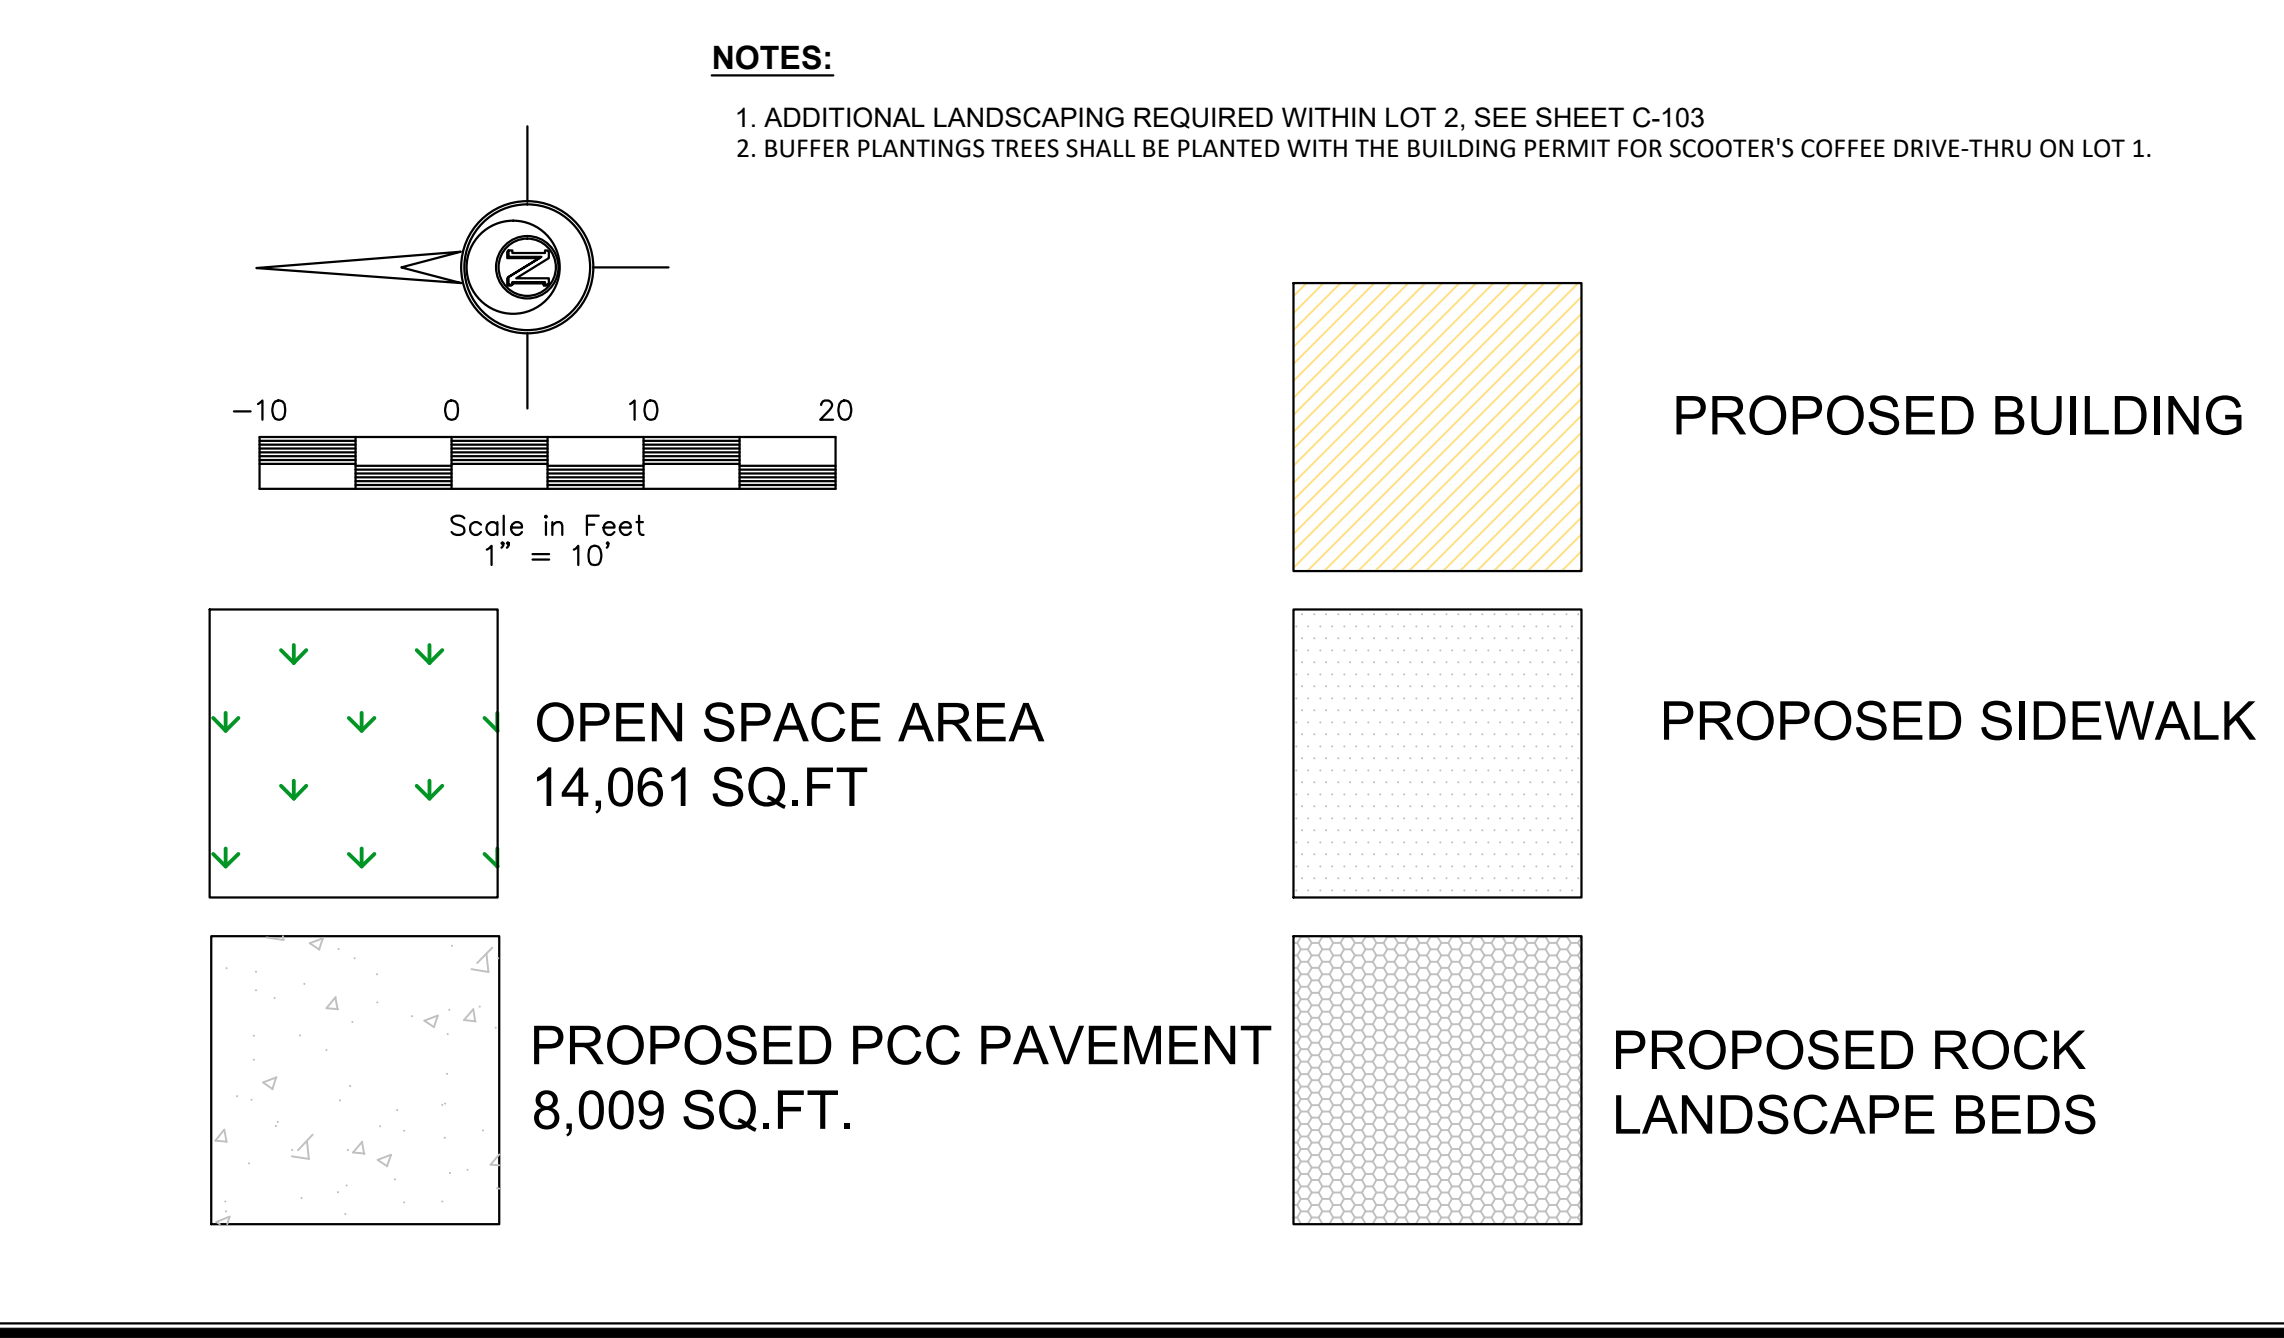 NOTES:
1. ADDITIONAL LANDSCAPING REQUIRED WITHIN LOT 2, SEE SHEET C-103
2. BUFFER PLANTINGS TREES SHALL BE PLANTED WITH THE BUILDING PERMIT FOR SCOOTER'S COFFEE DRIVE-THRU ON LOT 1.
N
-10 0 10 20
Scale in Feet
1" = 10'
PROPOSED BUILDING
OPEN SPACE AREA
14,061 SQ.FT
PROPOSED SIDEWALK
PROPOSED PCC PAVEMENT
8,009 SQ.FT.
PROPOSED ROCK
LANDSCAPE BEDS